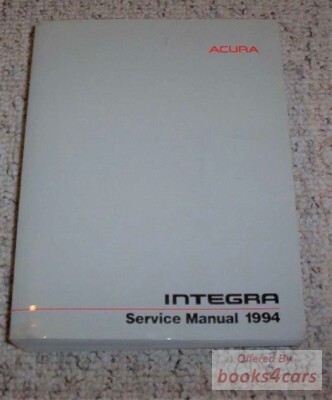 ACURA
INTEGRA
Service Manual 1994
Offered By
books4cars